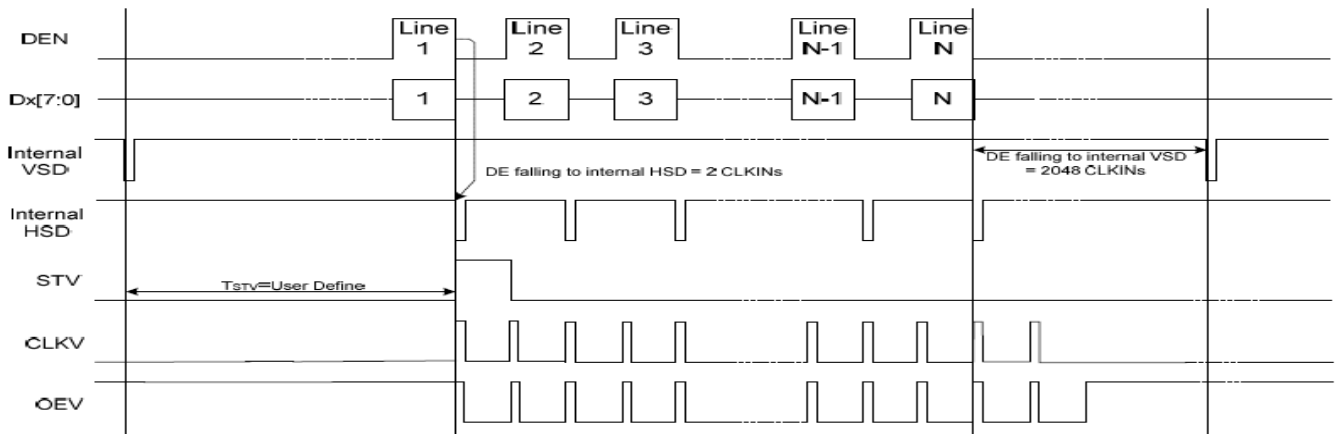 DEN
Line 1
Line 2
Line 3
Line N-1
Line N
Dx[7:0]
1
2
3
N-1
N
Internal
VSD
DE falling to internal HSD = 2 CLKINs
DE falling to internal VSD
= 2048 CLKINs
Internal
HSD
STV
TSTV=User Define
CLKV
OEV